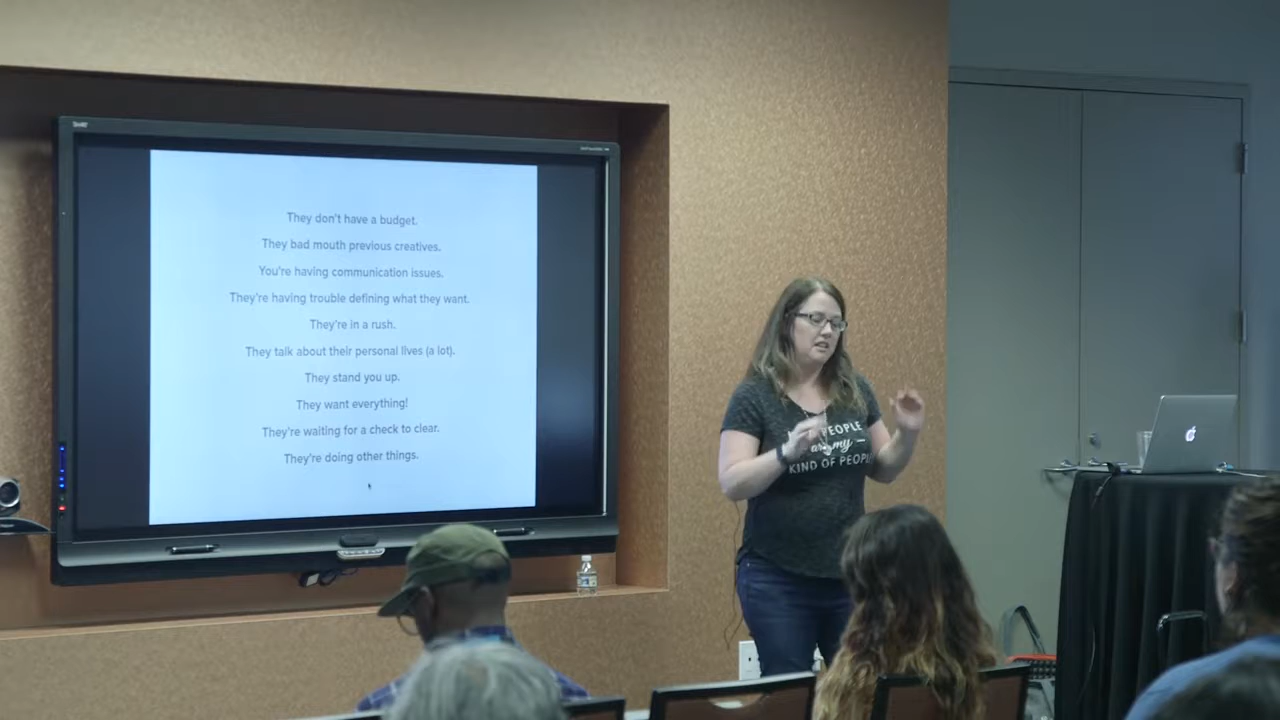 They don't have a budget.
They bad mouth previous creatives.
You're having communication issues.
They're having trouble defining what they want.
They're in a rush.
They talk about their personal lives (a lot).
They stand you up.
They want everything!
They're waiting for a check to clear.
They're doing other things.
PEOPLE
are my
KIND OF PEOPLE